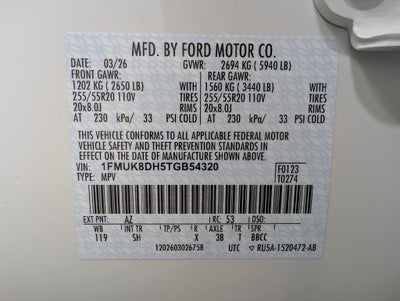 MFD. BY FORD MOTOR CO.
DATE: 03/26 GVWR: 2694 KG ( 5940 LB)
FRONT GAWR: REAR GAWR:
1202 KG ( 2650 LB) WITH 1560 KG ( 3440 LB) WITH
255/55R20 110V TIRES 255/55R20 110V TIRES
20x8.0J RIMS 20x8.0J RIMS
AT 230 kPa/ 33 PSI COLD AT 230 kPa/ 33 PSI COLD
THIS VEHICLE CONFORMS TO ALL APPLICABLE FEDERAL MOTOR
VEHICLE SAFETY AND THEFT PREVENTION STANDARDS
IN EFFECT ON THE DATE OF MANUFACTURE SHOWN ABOVE.
VIN: 1FMUK8DH5TGB54320 F0123
TYPE: MPV T0274
EXT PNT: AZ RC: 53 DSO:
WB INT TR TP/PS R AXLE TR SPR
119 SH X 3B T BBCC
1202603026758 UTC RU5A-1520472-AB